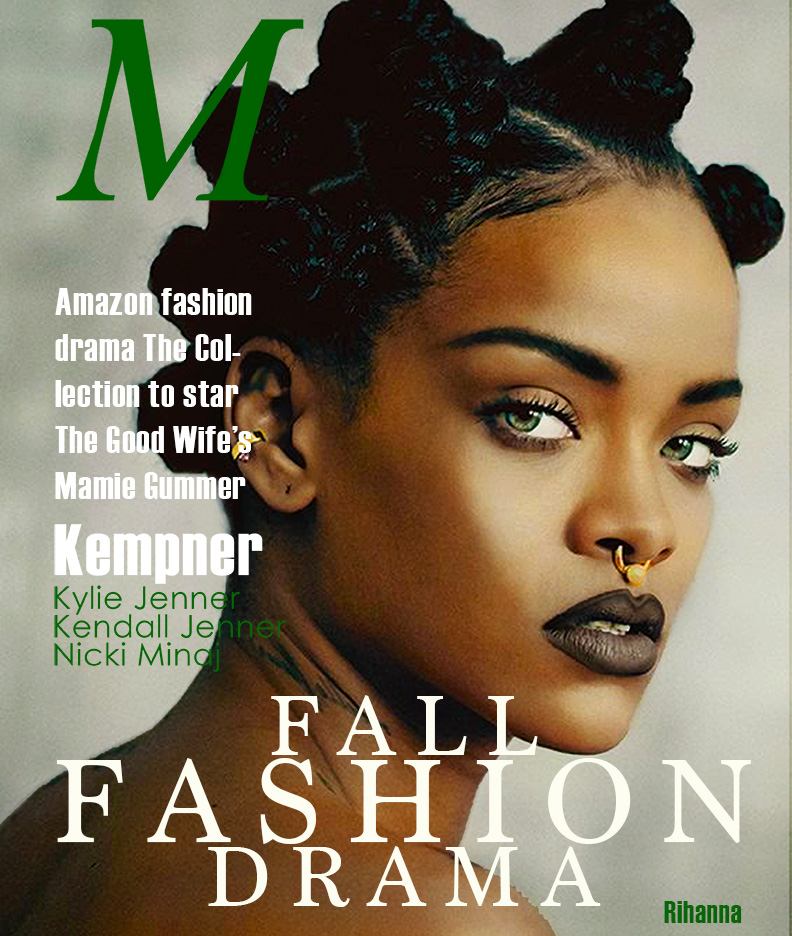 M
Amazon fashion
drama The Col-
lection to star
The Good Wife's
Mamie Gummer
Kempner
Kylie Jenner
Kendall Jenner
Nicki Minaj
FALL
FASHION
DRAMA
Rihanna